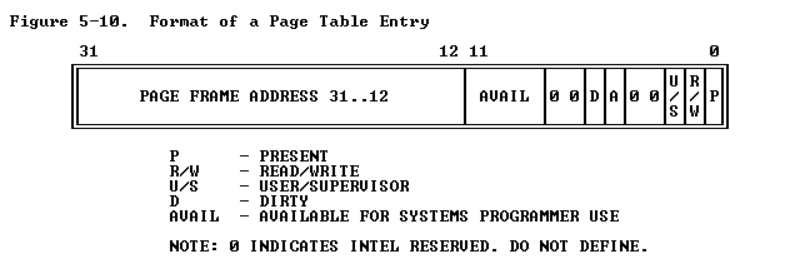 Figure 5-10.  Format of a Page Table Entry
31 12 11 0
PAGE FRAME ADDRESS 31..12 AVAIL 0 0 D A 0 0 U/S R/W P
P - PRESENT
R/W - READ/WRITE
U/S - USER/SUPERVISOR
D - DIRTY
AVAIL - AVAILABLE FOR SYSTEMS PROGRAMMER USE
NOTE: 0 INDICATES INTEL RESERVED. DO NOT DEFINE.